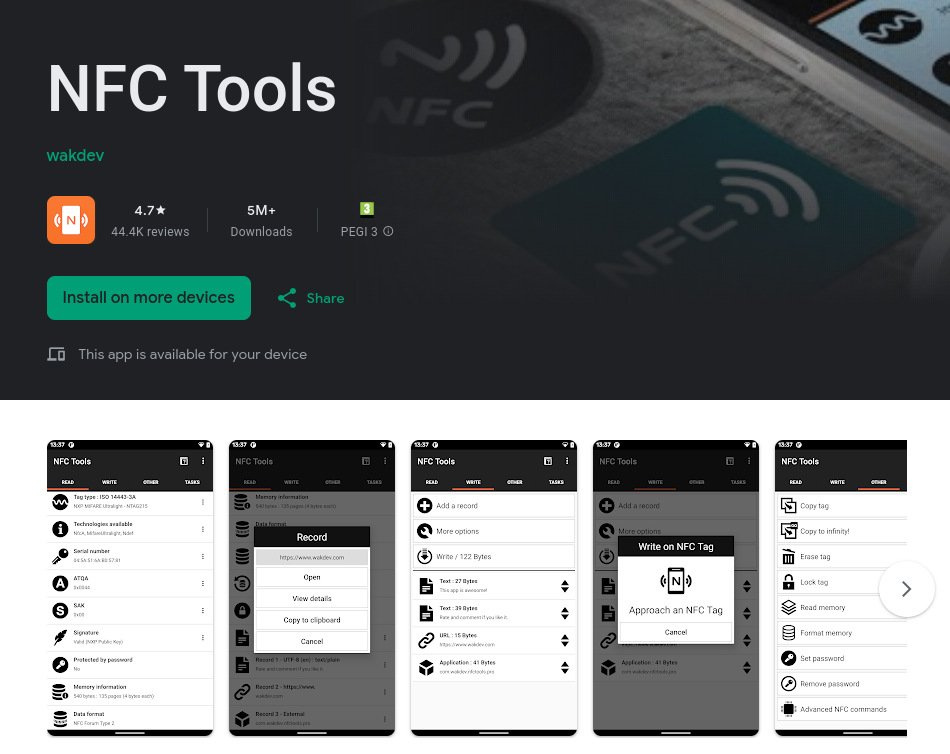 NFC
NFC
NFC Tools
wakdev
N
4.7★
44.4K reviews
5M+
Downloads
3
PEGI 3
Install on more devices
Share
This app is available for your device
13:37
NFC Tools
READ WRITE OTHER TASKS
Tag type : ISO 14443-3A
NXP MIFARE Ultralight - NTAG215
Technologies available
NfcA, MifareUltralight, Ndef
Serial number
ATQA
0x0044
SAK
0x00
Signature
Valid (NXP Public Key)
Protected by password
No
Memory information
540 bytes : 135 pages (4 bytes each)
Data format
NFC Forum Type 2
13:37
NFC Tools
READ WRITE OTHER TASKS
Memory information
540 bytes : 135 pages (4 bytes each)
Data format
Record
https://www.wakdev.com
Open
View details
Copy to clipboard
Cancel
Record 1 - UTF-8 (en) : text/plain
Rate and comment if you like it.
Record 2 - https://www.
wakdev.com
Record 3 - External
com.wakdev.nfctools.pro
13:37
NFC Tools
READ WRITE OTHER TASKS
Add a record
More options
Write / 122 Bytes
Text : 27 Bytes
This app is awesome!
Text : 39 Bytes
Rate and comment if you like it.
URL : 15 Bytes
https://www.wakdev.com
Application : 41 Bytes
com.wakdev.nfctools.pro
13:37
NFC Tools
READ WRITE OTHER TASKS
Add a record
More options
Write on NFC Tag
N
Approach an NFC Tag
Cancel
Application : 41 Bytes
com.wakdev.nfctools.pro
13:37
NFC Tools
READ WRITE OTHER
Copy tag
Copy to infinity!
Erase tag
Lock tag
Read memory
Format memory
Set password
Remove password
Advanced NFC commands